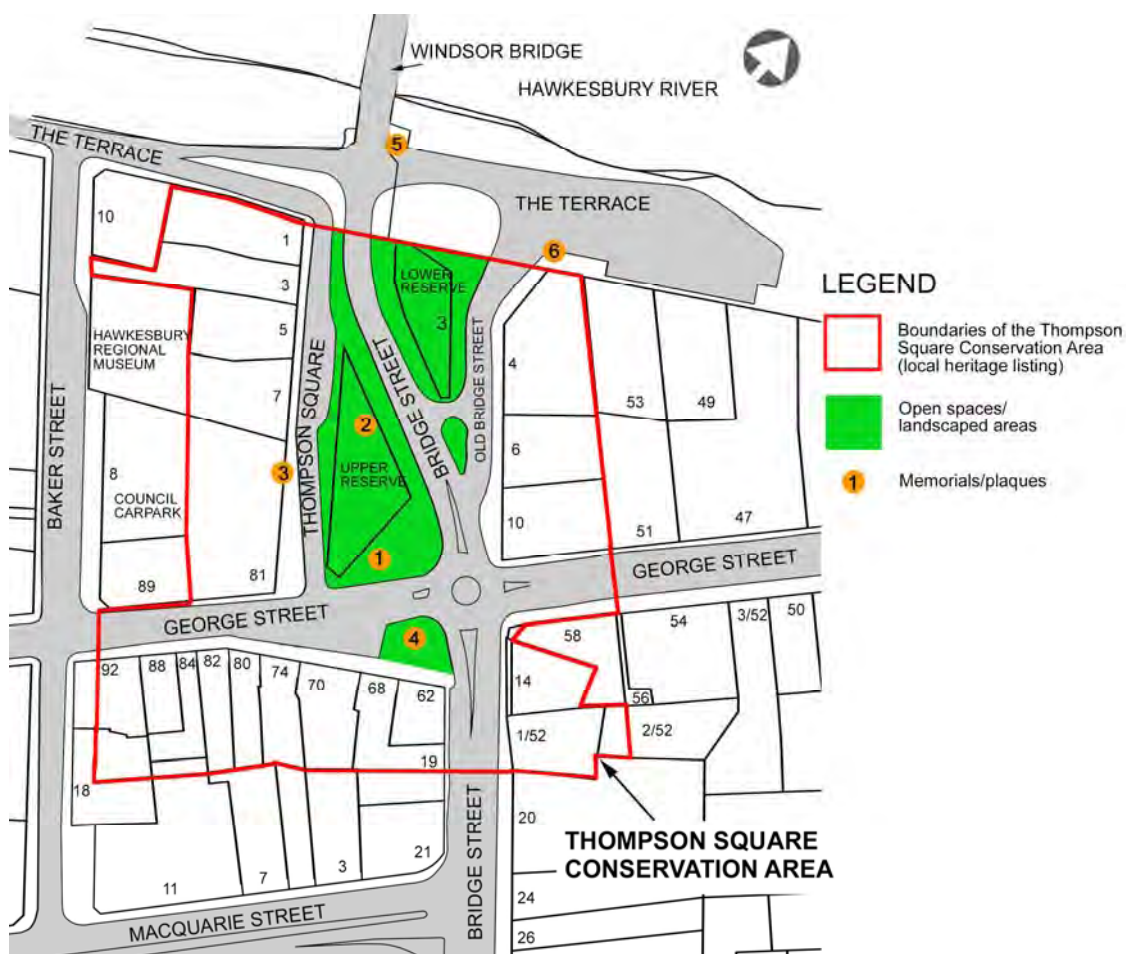 WINDSOR BRIDGE
HAWKESBURY RIVER
THE TERRACE
5
THE TERRACE
6
10
1
3
5
7
HAWKESBURY
REGIONAL
MUSEUM
8
COUNCIL
CARPARK
89
81
3
BAKER STREET
THOMPSON SQUARE
LOWER
RESERVE
3
2
UPPER
RESERVE
1
BRIDGE STREET
OLD BRIDGE STREET
4
6
10
53
49
51
47
GEORGE STREET
GEORGE STREET
4
92
88
84
82
80
74
70
68
62
19
18
11
7
3
21
MACQUARIE STREET
BRIDGE STREET
58
14
56
54
3/52
50
1/52
2/52
20
24
26
THOMPSON SQUARE
CONSERVATION AREA
LEGEND
Boundaries of the Thompson
Square Conservation Area
(local heritage listing)
Open spaces/
landscaped areas
1
Memorials/plaques